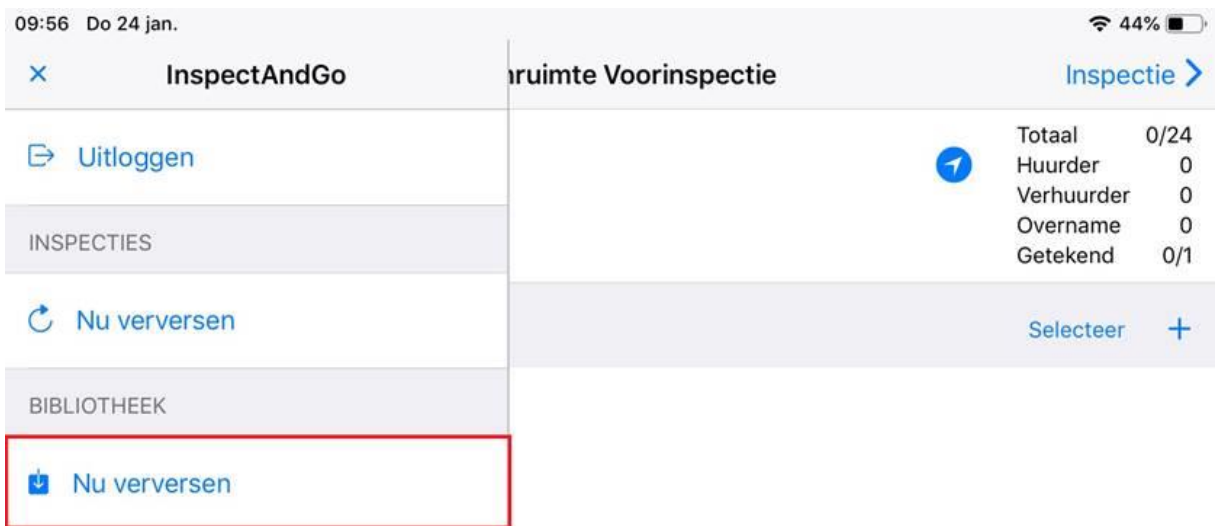 09:56 Do 24 jan.
44%
× InspectAndGo
Uitloggen
INSPECTIES
Nu verversen
BIBLIOTHEEK
Nu verversen
Voorinspectie
Inspectie
Totaal 0/24
Huurder 0
Verhuurder 0
Overname 0
Getekend 0/1
Selecteer +